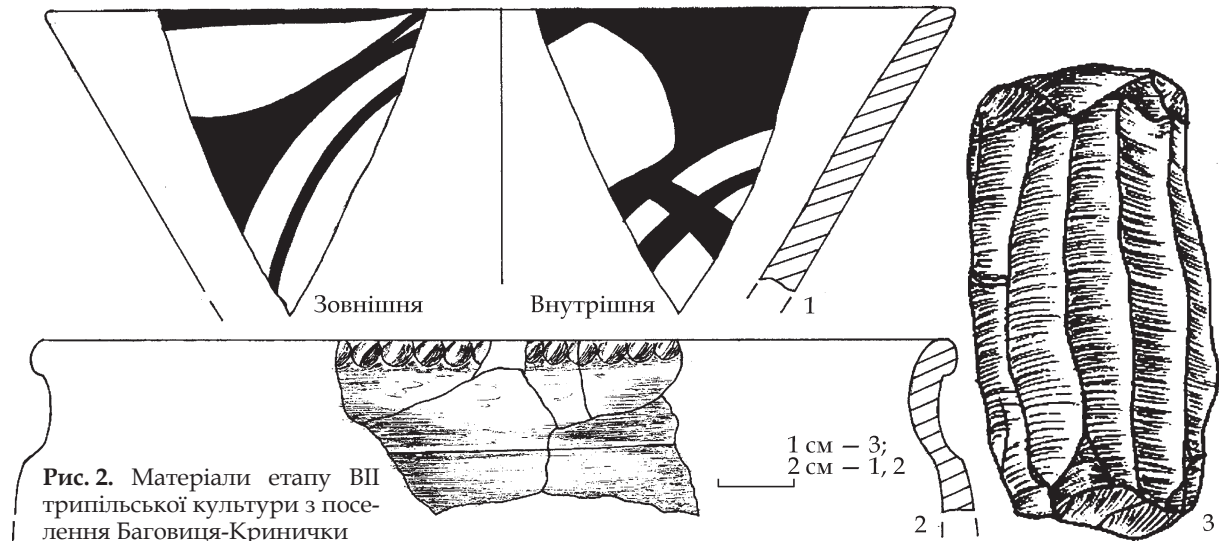 Зовнішня
Внутрішня
1
1 см — 3;
2 см — 1, 2
Рис. 2. Матеріали етапу ВІІ
трипільської культури з посе-
лення Баговиця-Кринички
2
3